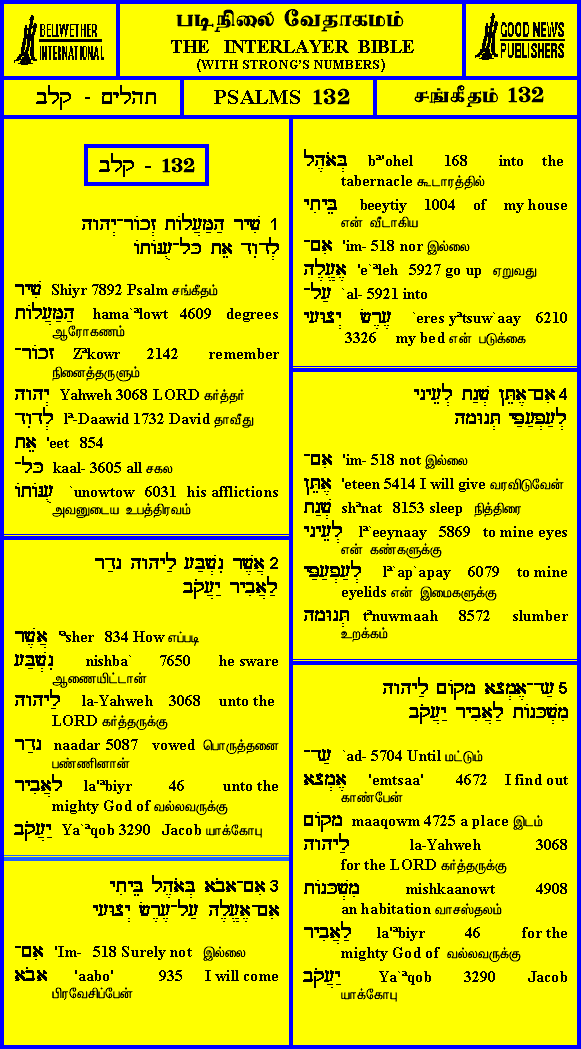 BELLWETHER
INTERNATIONAL
படிநிலை வேதாகமம்
THE INTERLAYER BIBLE
(WITH STRONG'S NUMBERS)
GOOD NEWS
PUBLISHERS
תהלים - קלב
PSALMS 132
சங்கீதம் 132
132 - קלב
1 שִׁיר הַמַּעֲלוֹת זְכוֹר־יְהוָה
לְדָוִד אֵת כָּל־עֻנּוֹתוֹ
שִׁיר Shiyr 7892 Psalm சங்கீதம்
הַמַּעֲלוֹת hama`ᵃlowt 4609 degrees
ஆரோகணம்
זְכוֹר־ Zᵊkowr 2142 remember
நினைத்தருளும்
יְהוָה Yahweh 3068 LORD கர்த்தர்
לְדָוִד lᵊ-Daawid 1732 David தாவீது
אֵת 'eet 854
כָּל־ kaal- 3605 all சகல
עֻנּוֹתוֹ `unowtow 6031 his afflictions
அவனுடைய உபத்திரவம்
2 אֲשֶׁר נִשְׁבַּע לַיהוָה נָדַר
לַאֲבִיר יַעֲקֹב
אֲשֶׁר ᵃsher 834 How எப்படி
נִשְׁבַּע nishba` 7650 he sware
ஆணையிட்டான்
לַיהוָה la-Yahweh 3068 unto the
LORD கர்த்தருக்கு
נָדַר naadar 5087 vowed பொருத்தனை
பண்ணினான்
לַאֲבִיר la'ᵃbiyr 46 unto the
mighty God of வல்லவருக்கு
יַעֲקֹב Ya`ᵃqob 3290 Jacob யாக்கோபு
3 אִם־אָבֹא בְּאֹהֶל בֵּיתִי
אִם־אֶעֱלֶה עַל־עֶרֶשׂ יְצוּעָי
אִם־ 'Im- 518 Surely not இல்லை
אָבֹא 'aabo' 935 I will come
பிரவேசிப்பேன்
בְּאֹהֶל bᵊ'ohel 168 into the
tabernacle கூடாரத்தில்
בֵּיתִי beeytiy 1004 of my house
என் வீடாகிய
אִם־ 'im- 518 nor இல்லை
אֶעֱלֶה 'e`ᵉleh 5927 go up ஏறுவது
עַל־ `al- 5921 into
עֶרֶשׂ יְצוּעָי `eres yᵊtsuw`aay 6210
3326 my bed என் படுக்கை
4 אִם־אֶתֵּן שְׁנַת לְעֵינָי
לְעַפְעַפַּי תְּנוּמָה
אִם־ 'im- 518 not இல்லை
אֶתֵּן 'eteen 5414 I will give வரவிடுவேன்
שְׁנַת shᵊnat 8153 sleep நித்திரை
לְעֵינָי lᵊ`eeynaay 5869 to mine eyes
என் கண்களுக்கு
לְעַפְעַפַּי lᵊ`ap`apay 6079 to mine
eyelids என் இமைகளுக்கு
תְּנוּמָה tᵊnuwmaah 8572 slumber
உறக்கம்
5 עַד־אֶמְצָא מָקוֹם לַיהוָה
מִשְׁכָּנוֹת לַאֲבִיר יַעֲקֹב
עַד־ `ad- 5704 Until மட்டும்
אֶמְצָא 'emtsaa' 4672 I find out
காண்பேன்
מָקוֹם maaqowm 4725 a place இடம்
לַיהוָה la-Yahweh 3068
for the LORD கர்த்தருக்கு
מִשְׁכָּנוֹת mishkaanowt 4908
an habitation வாசஸ்தலம்
לַאֲבִיר la'ᵃbiyr 46 for the
mighty God of வல்லவருக்கு
יַעֲקֹב Ya`ᵃqob 3290 Jacob
யாக்கோபு